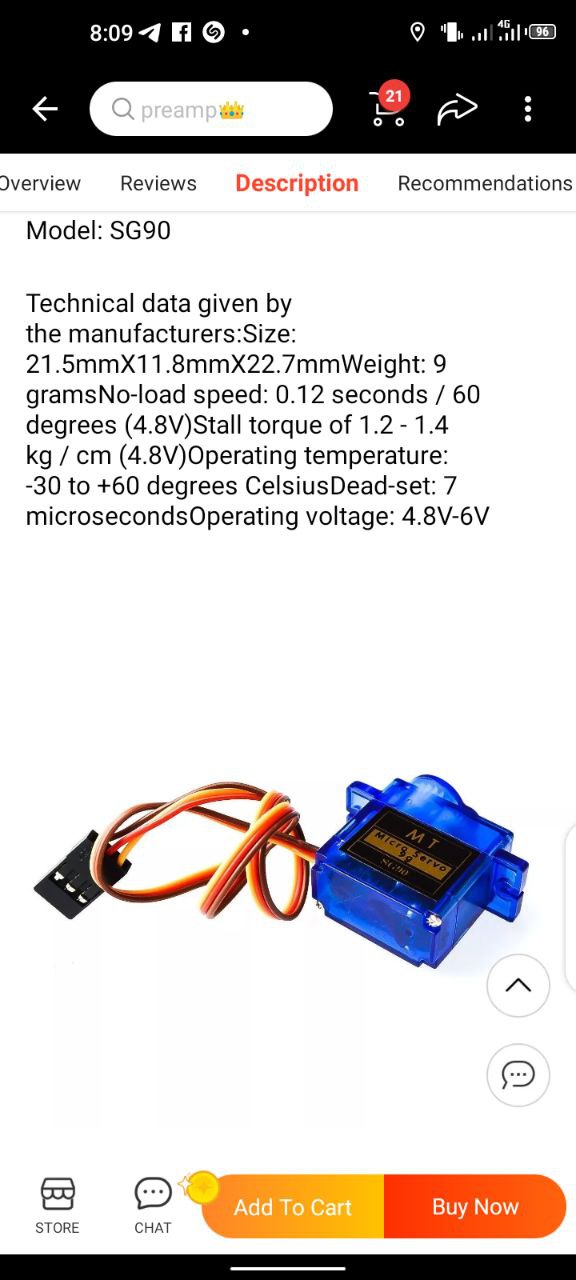 8:09
4G
96
preamp👑
21
Overview Reviews Description Recommendations
Model: SG90
Technical data given by
the manufacturers:Size:
21.5mmX11.8mmX22.7mmWeight: 9
gramsNo-load speed: 0.12 seconds / 60
degrees (4.8V)Stall torque of 1.2 - 1.4
kg / cm (4.8V)Operating temperature:
-30 to +60 degrees CelsiusDead-set: 7
microsecondsOperating voltage: 4.8V-6V
M T
Micro Servo
9g
SG90
STORE
CHAT
Add To Cart
Buy Now